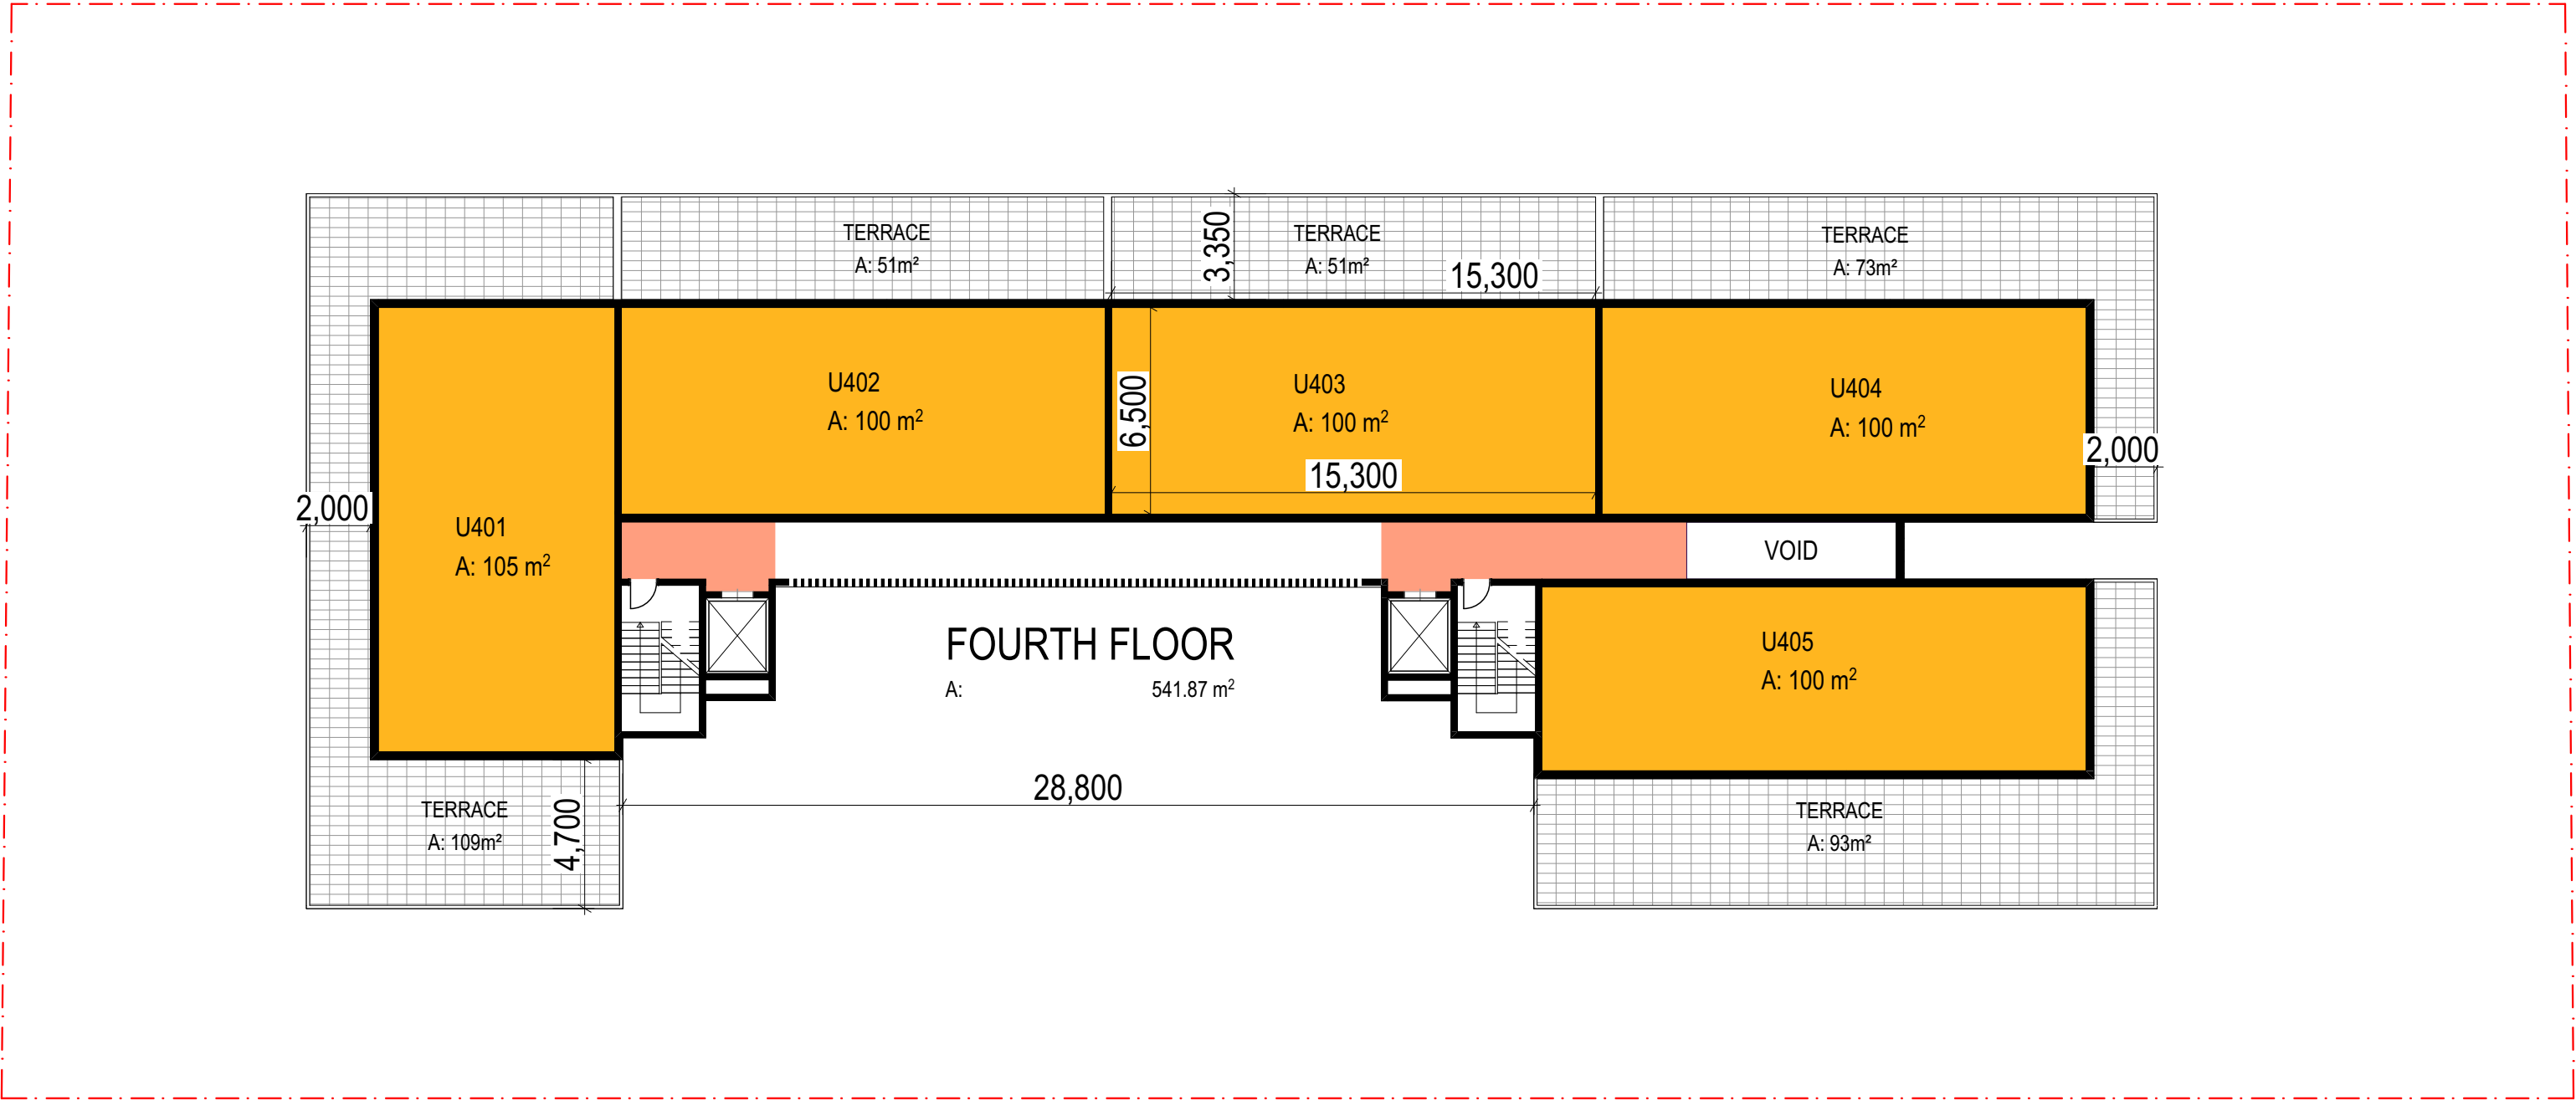 TERRACE
A: 51m²
3,350
TERRACE
A: 51m²
15,300
TERRACE
A: 73m²
U402
A: 100 m²
6,500
U403
A: 100 m²
15,300
U404
A: 100 m²
2,000
2,000
U401
A: 105 m²
VOID
FOURTH FLOOR
A: 541.87 m²
U405
A: 100 m²
28,800
TERRACE
A: 109m²
4,700
TERRACE
A: 93m²